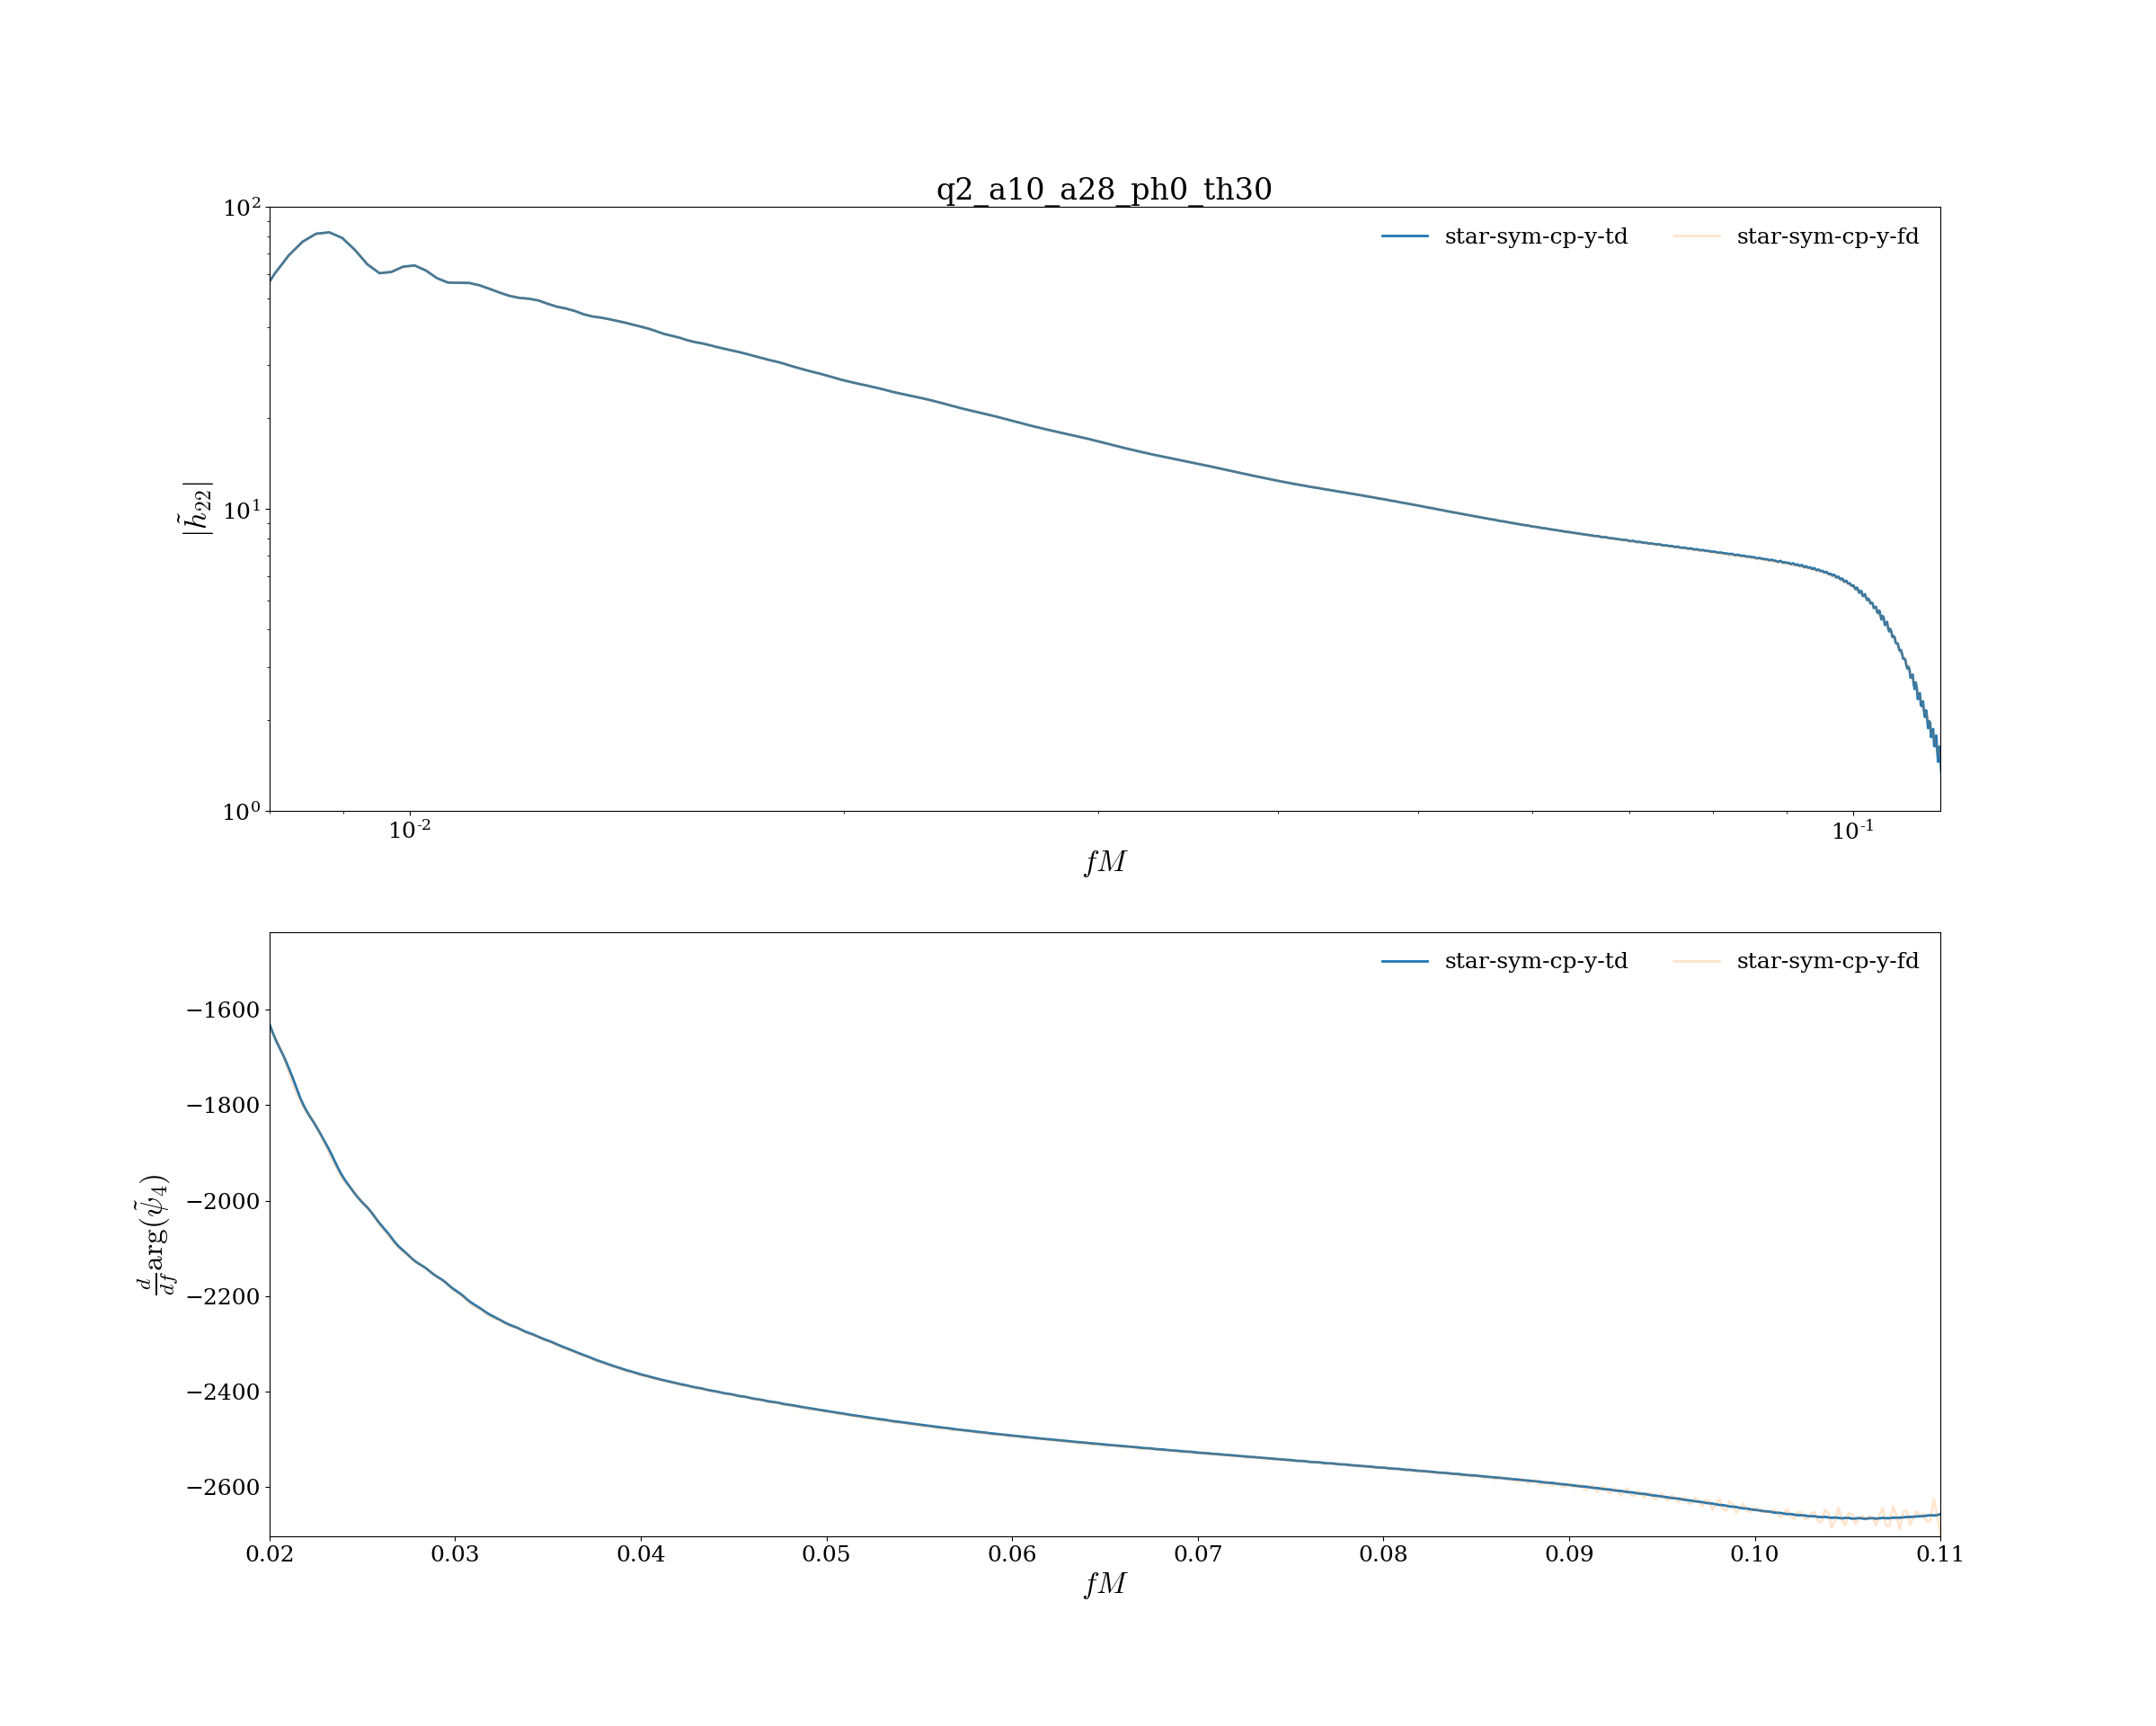 q2_a10_a28_ph0_th30
10²
star-sym-cp-y-td
star-sym-cp-y-fd
|h̃₂₂|
10¹
10⁰
10⁻²
10⁻¹
fM
star-sym-cp-y-td
star-sym-cp-y-fd
−1600
−1800
−2000
d/df arg(ψ̃₄)
−2200
−2400
−2600
0.02 0.03 0.04 0.05 0.06 0.07 0.08 0.09 0.10 0.11
fM